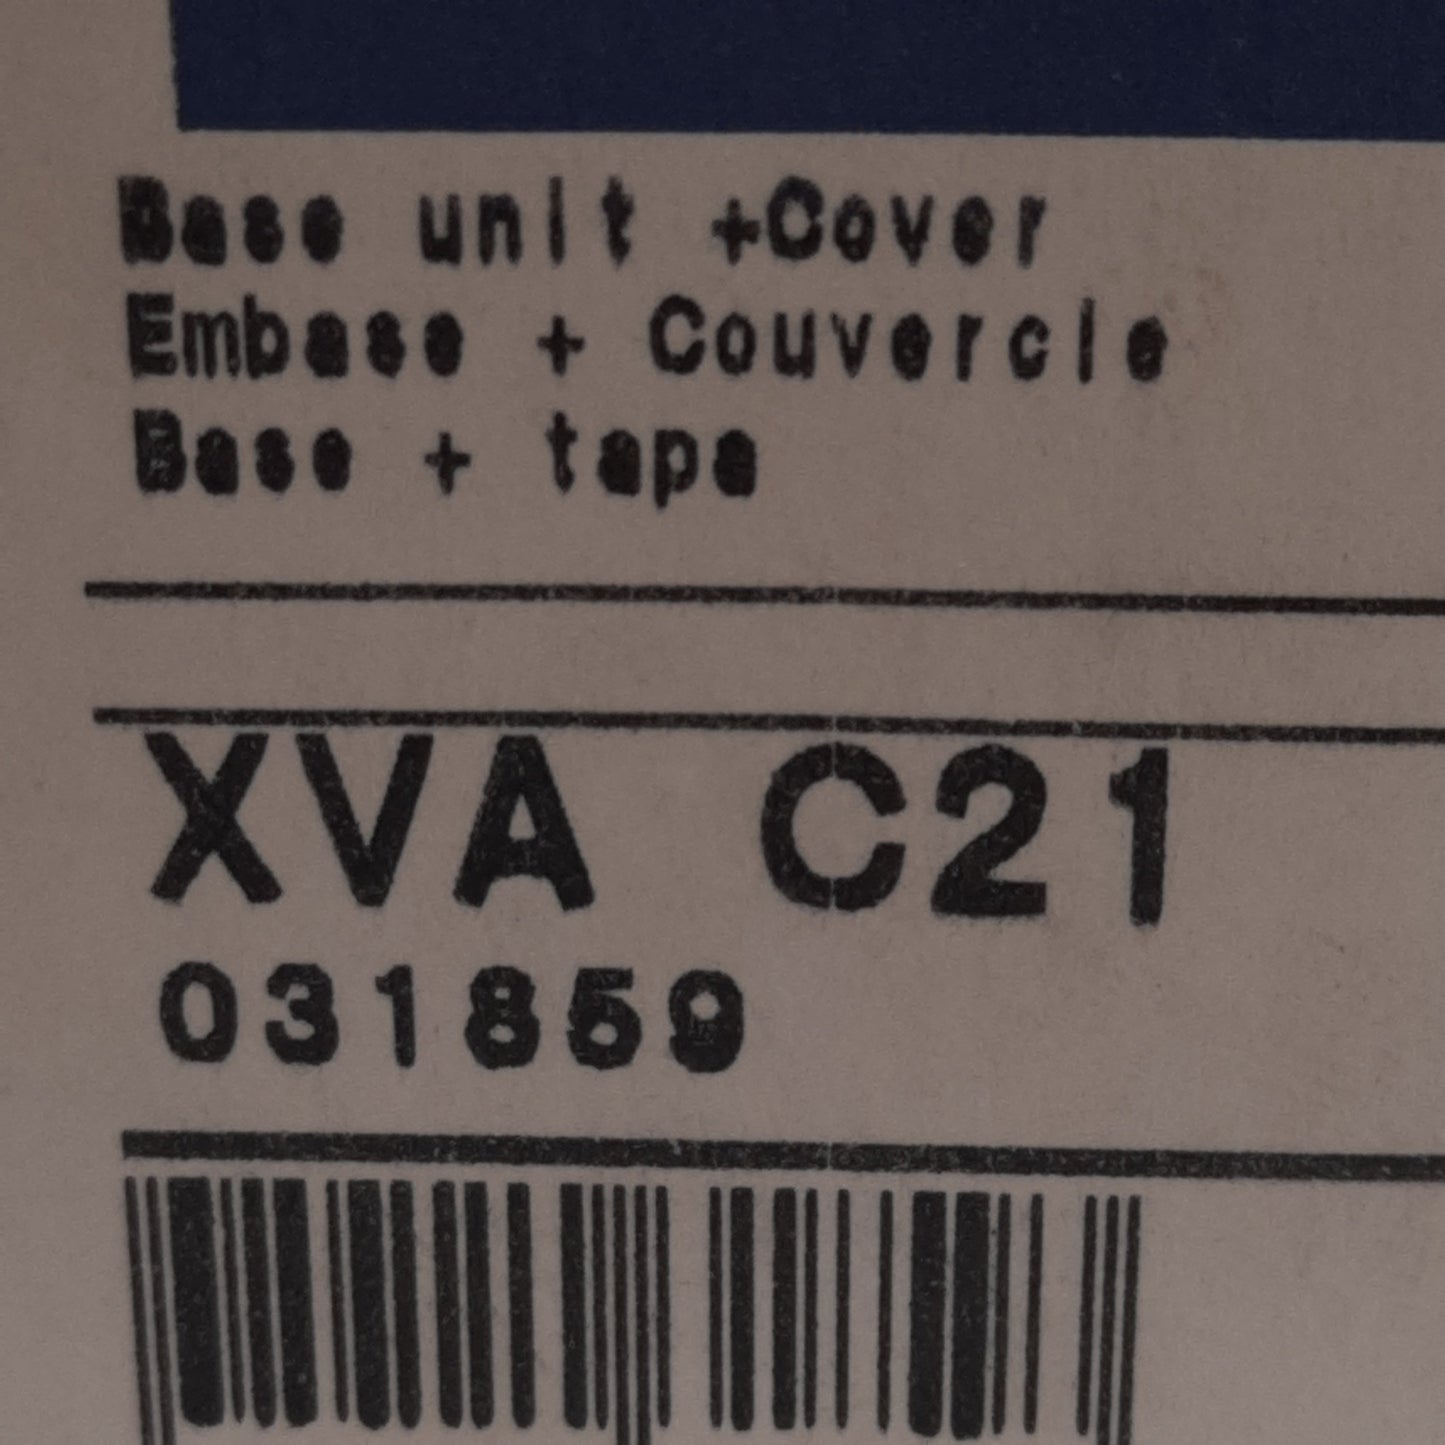 Base unit +Cover
Embase + Couvercle
Base + tapa
XVA C21
031859